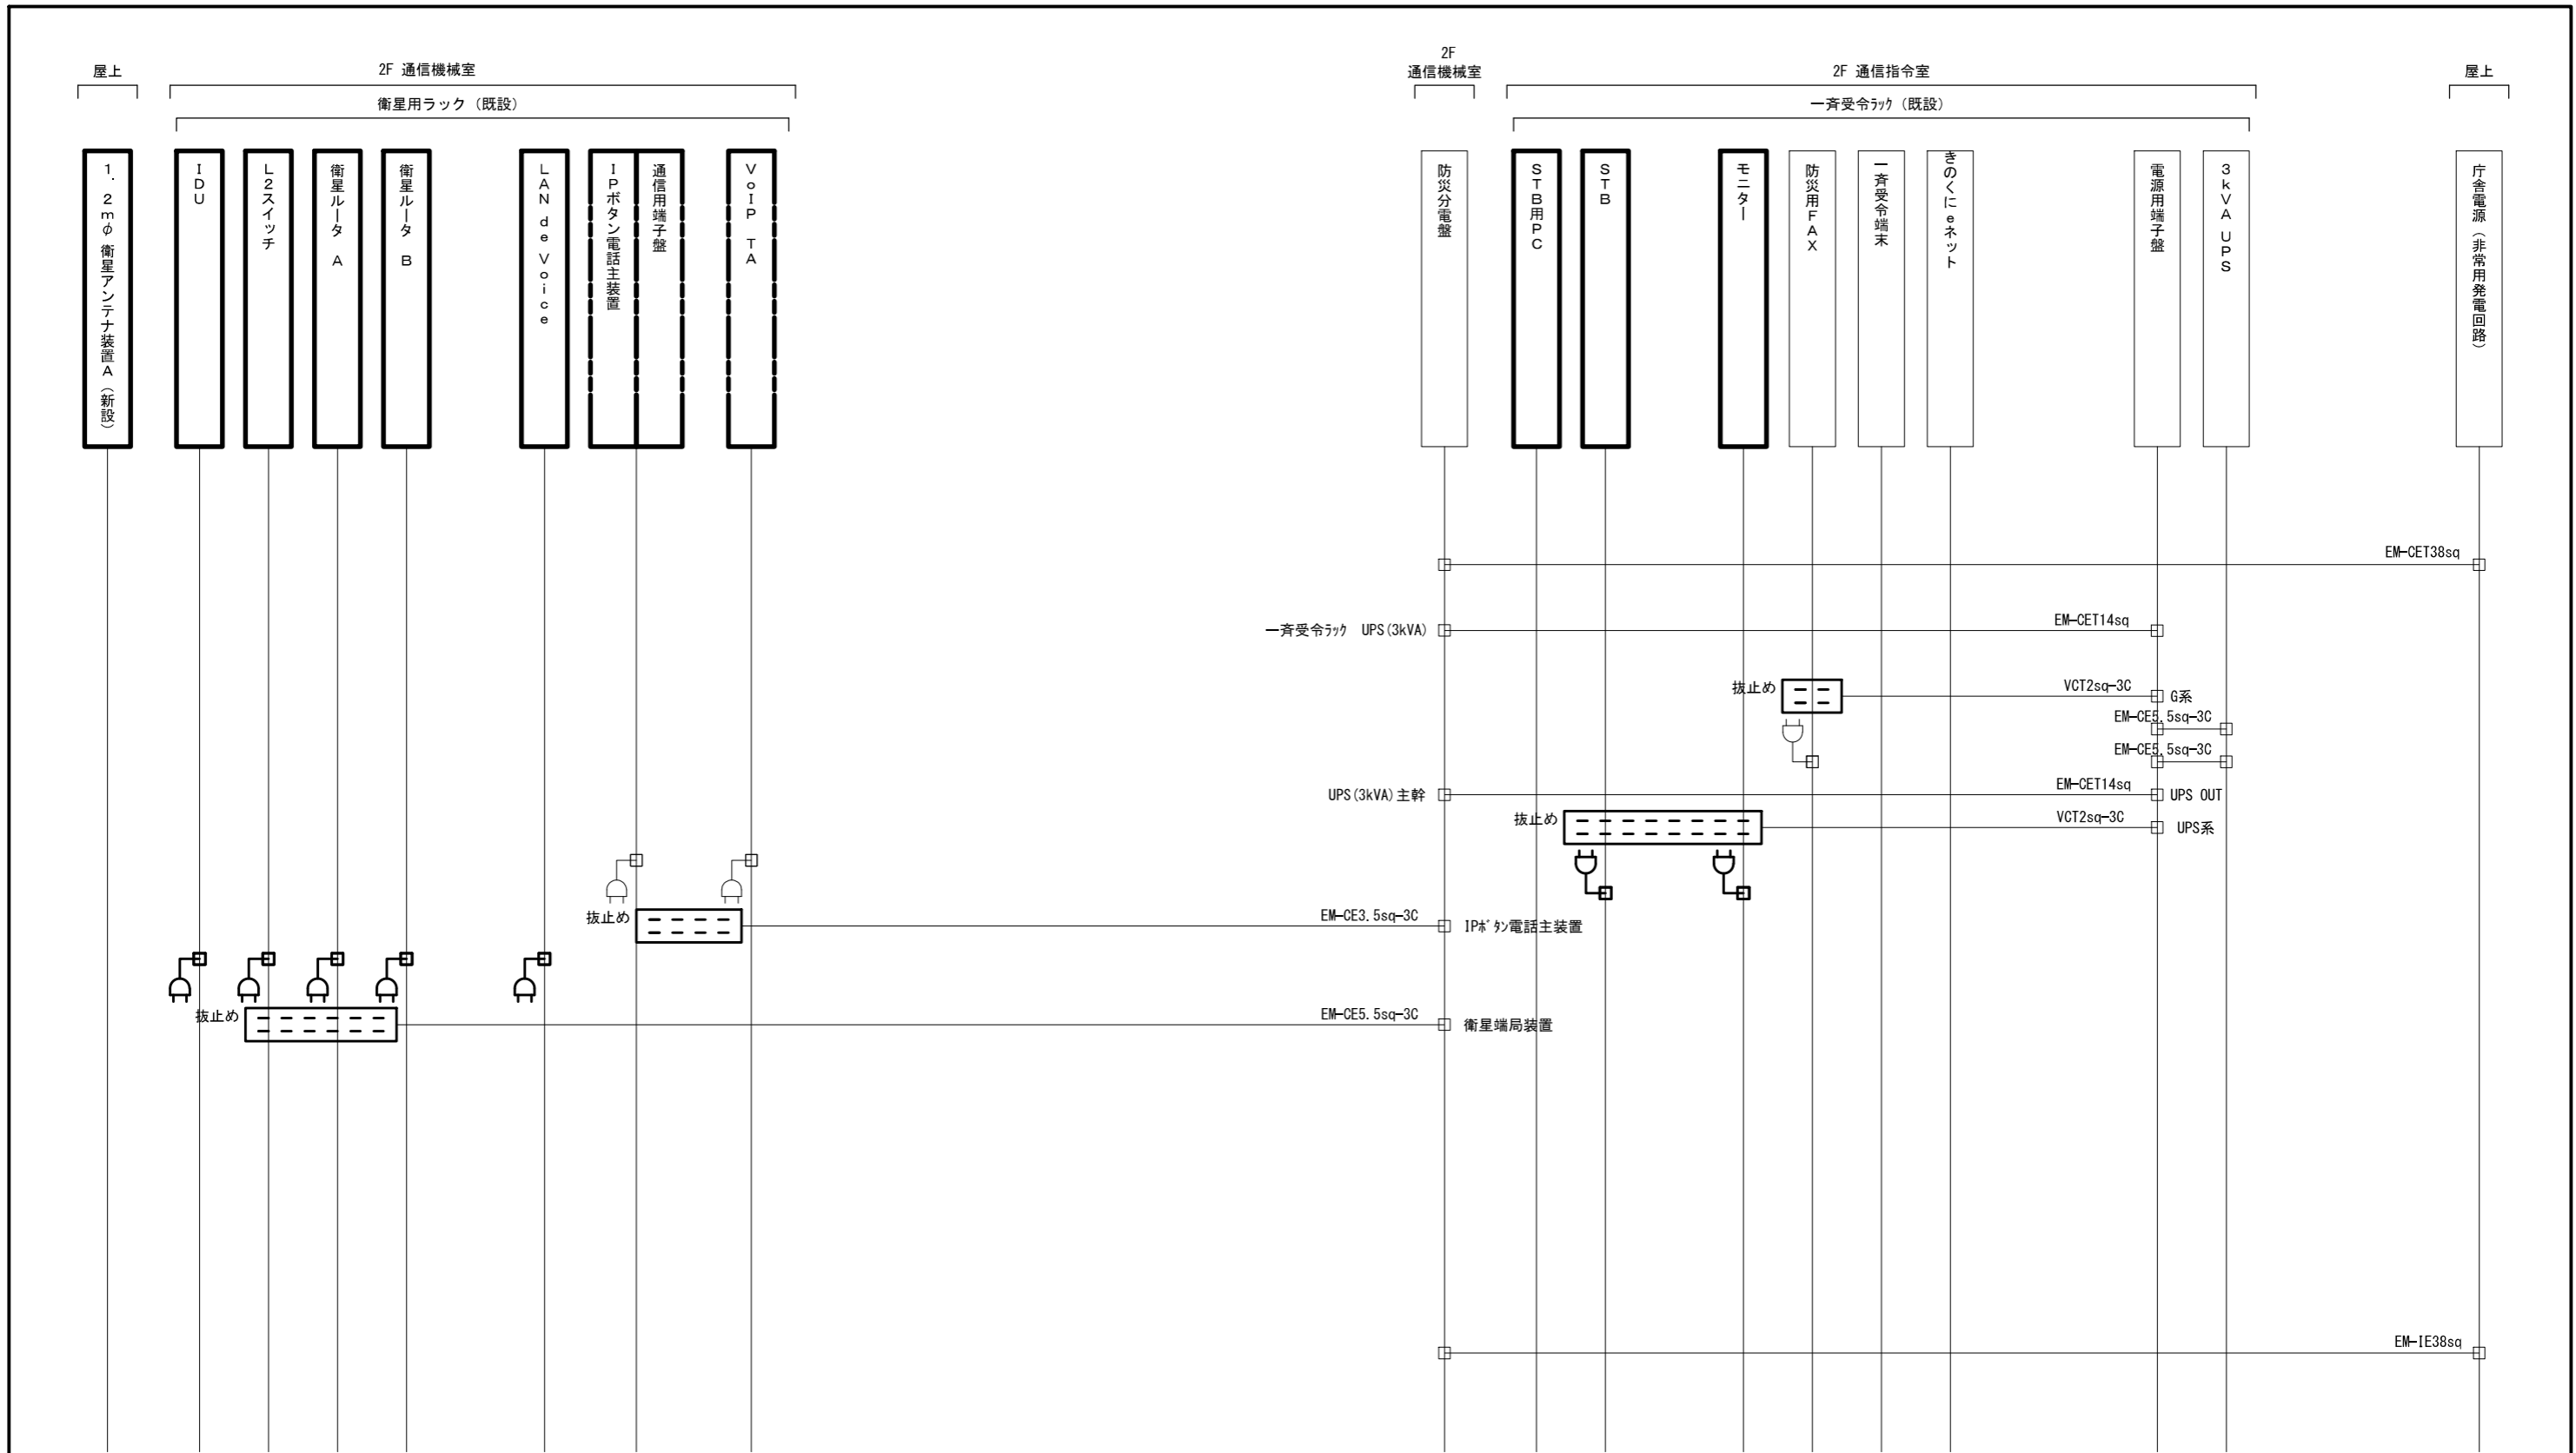 屋上
2F 通信機械室
衛星用ラック（既設）
2F
通信機械室
2F 通信指令室
一斉受令ﾗｯｸ（既設）
屋上
1．2mφ 衛星アンテナ装置A（新設）
IDU
L2スイッチ
衛星ルータ A
衛星ルータ B
LAN de Voice
IPボタン電話主装置
通信用端子盤
VoIP TA
防災分電盤
STB用PC
STB
モニター
防災用FAX
一斉受令端末
きのくにeネット
電源用端子盤
3kVA UPS
庁舎電源（非常用発電回路）
EM-CET38sq
一斉受令ﾗｯｸ UPS(3kVA)
EM-CET14sq
抜止め
VCT2sq-3C
G系
EM-CE5.5sq-3C
EM-CE5.5sq-3C
UPS(3kVA)主幹
EM-CET14sq
UPS OUT
抜止め
VCT2sq-3C
UPS系
抜止め
EM-CE3.5sq-3C
IPﾎﾞﾀﾝ電話主装置
抜止め
EM-CE5.5sq-3C
衛星端局装置
EM-IE38sq